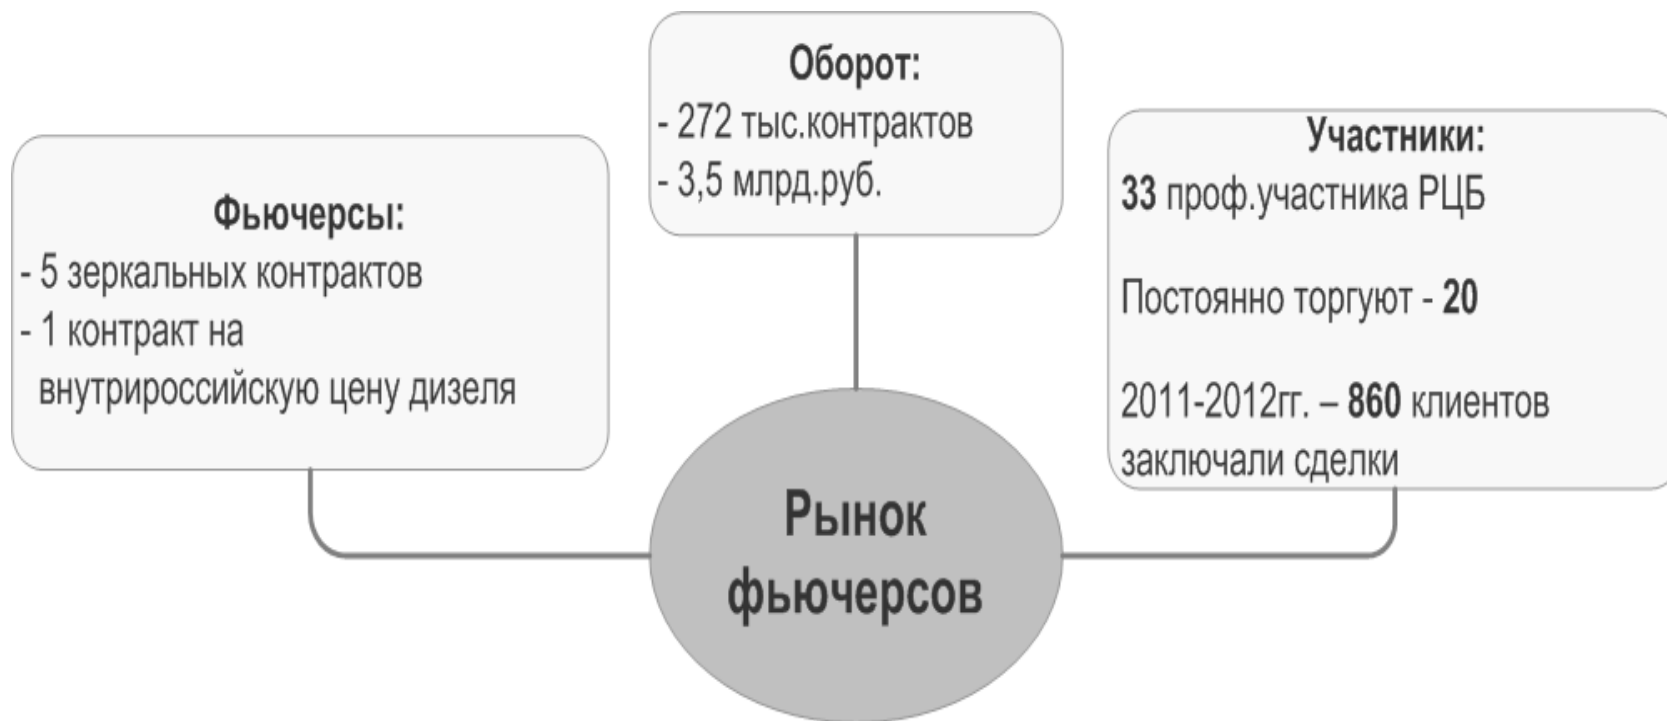 Фьючерсы:
- 5 зеркальных контрактов
- 1 контракт на
внутрироссийскую цену дизеля
Оборот:
- 272 тыс.контрактов
- 3,5 млрд.руб.
Участники:
33 проф.участника РЦБ
Постоянно торгуют - 20
2011-2012гг. – 860 клиентов
заключали сделки
Рынок
фьючерсов